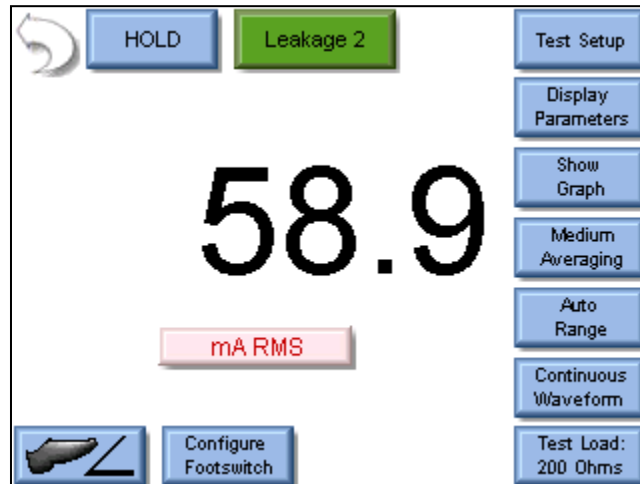 HOLD
Leakage 2
Test Setup
Display
Parameters
Show
Graph
58.9
Medium
Averaging
Auto
Range
mA RMS
Continuous
Waveform
Configure
Footswitch
Test Load:
200 Ohms